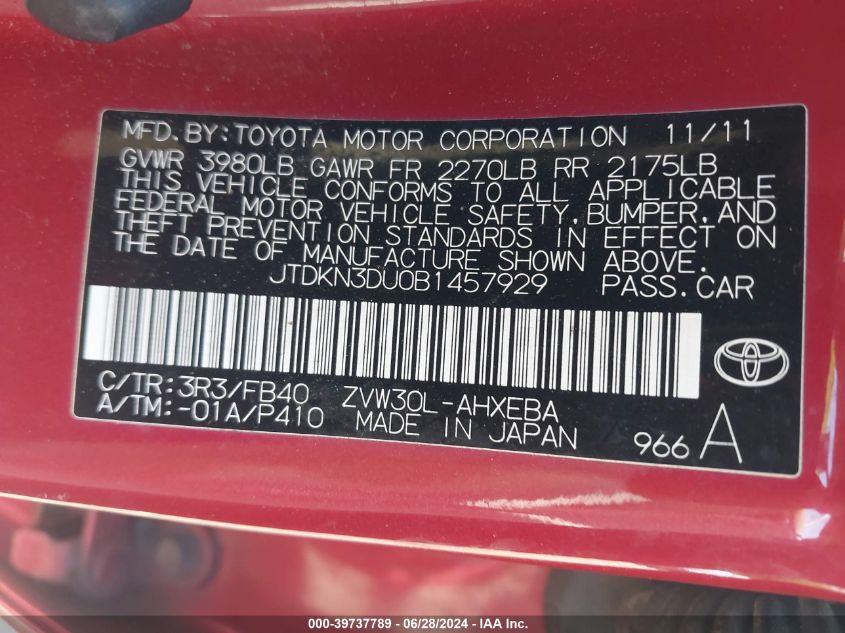 MFD. BY: TOYOTA MOTOR CORPORATION 11/11
GVWR 3980LB GAWR FR 2270LB RR 2175LB
THIS VEHICLE CONFORMS TO ALL APPLICABLE
FEDERAL MOTOR VEHICLE SAFETY, BUMPER, AND
THEFT PREVENTION STANDARDS IN EFFECT ON
THE DATE OF MANUFACTURE SHOWN ABOVE.
JTDKN3DU0B1457929 PASS. CAR
C/TR: 3R3/FB40 ZVW30L-AHXEBA
A/TM: -01A/P410 MADE IN JAPAN 966 A
000-39737789 / 06/28/2024 / IAA Inc.